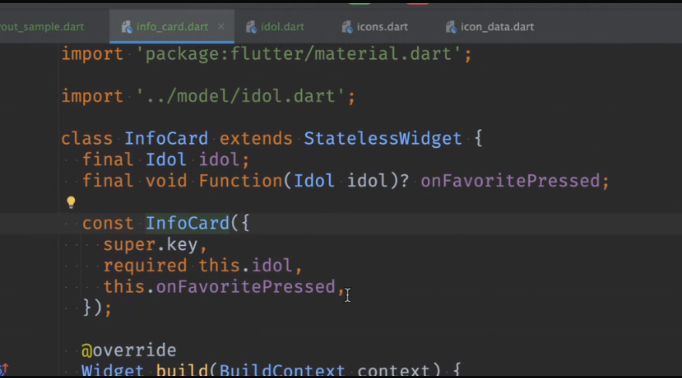 out_sample.dart info_card.dart × idol.dart icons.dart icon_data.dart
import 'package:flutter/material.dart';
import '../model/idol.dart';
class InfoCard extends StatelessWidget {
final Idol idol;
final void Function(Idol idol)? onFavoritePressed;
const InfoCard({
super.key,
required this.idol,
this.onFavoritePressed,
});
@override
Widget build(BuildContext context) {